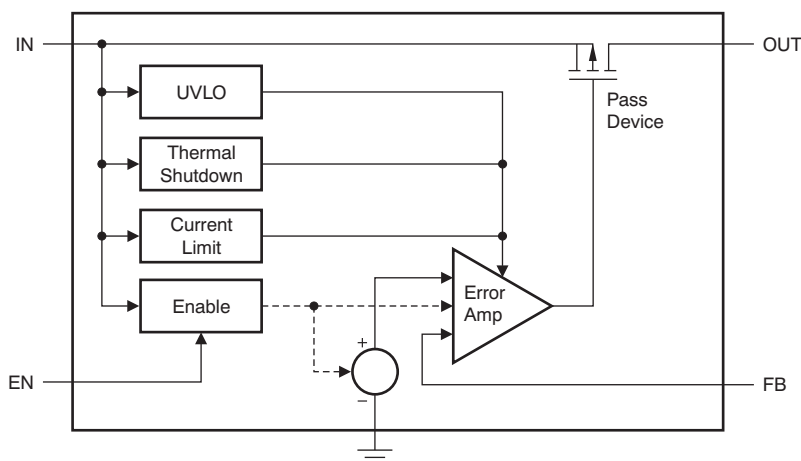 IN
OUT
UVLO
Pass
Device
Thermal
Shutdown
Current
Limit
Enable
Error
Amp
+
−
EN
FB